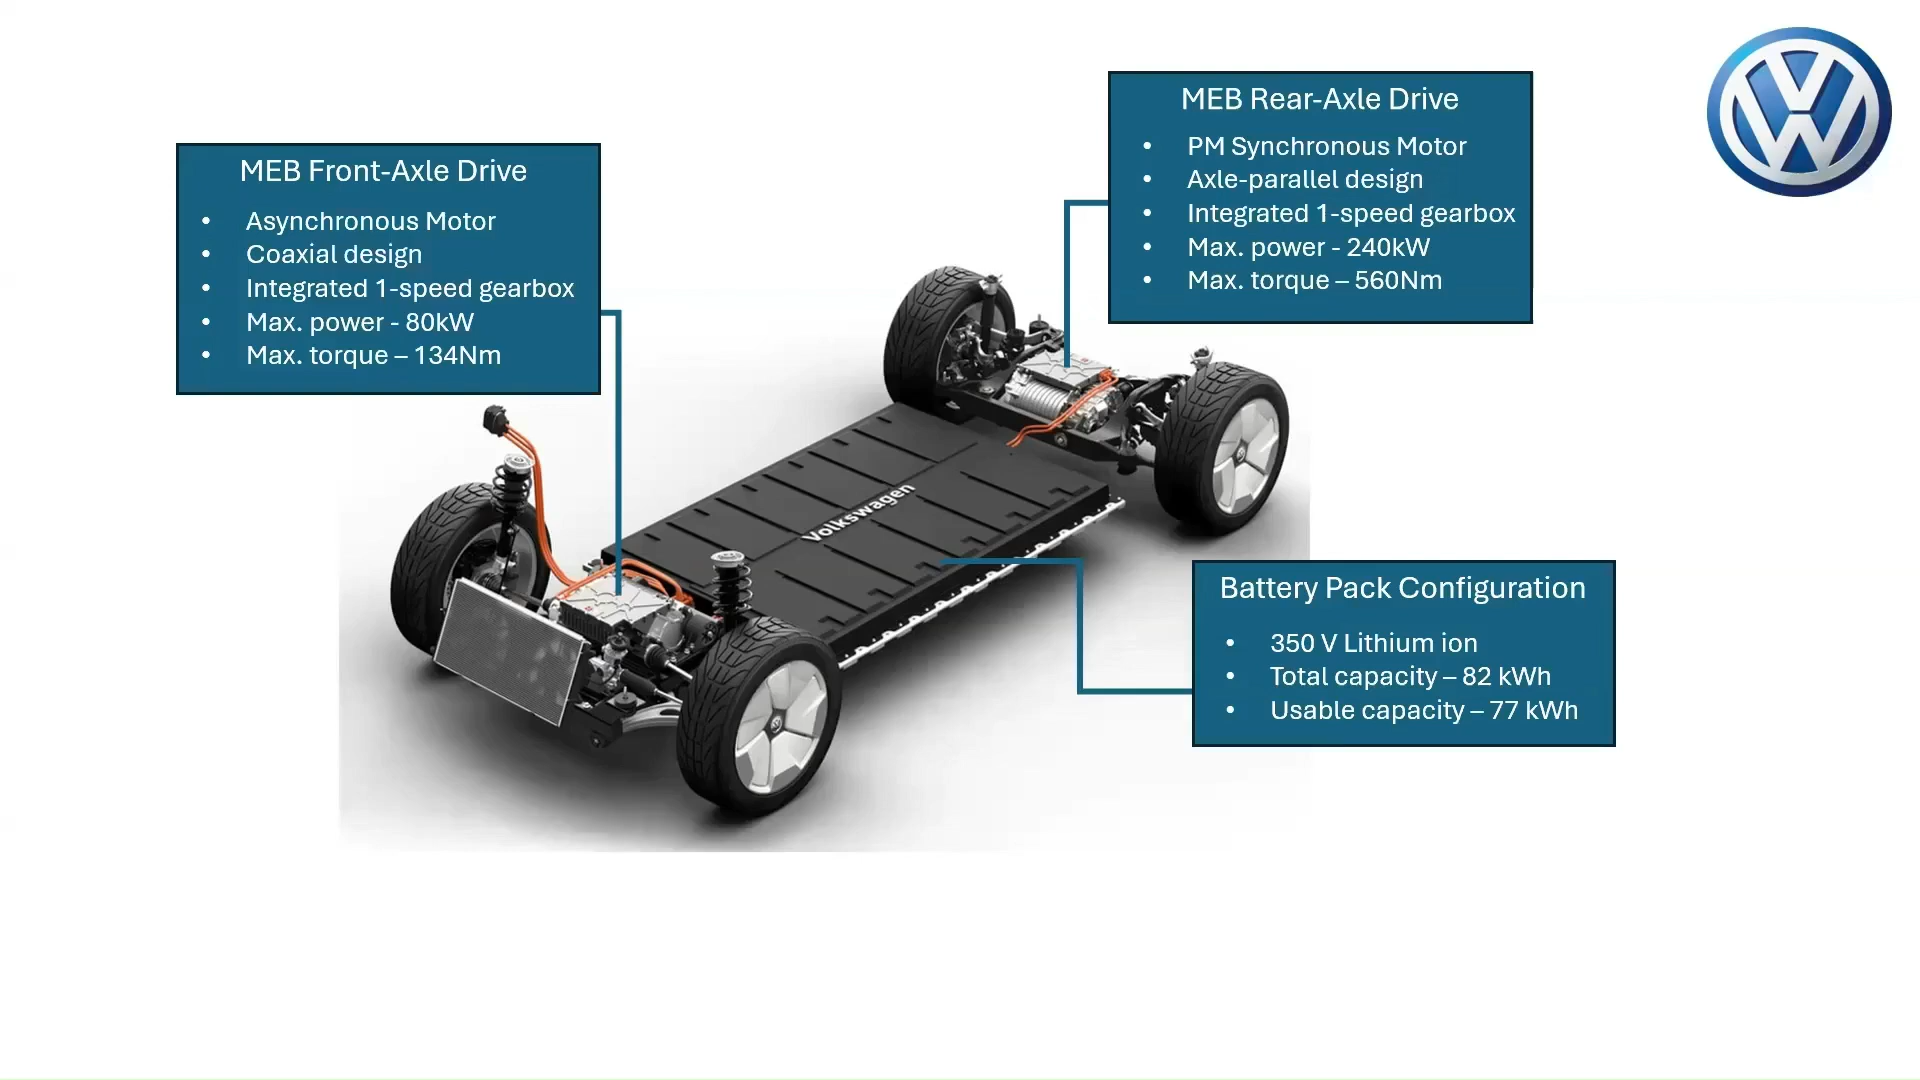 MEB Front-Axle Drive
• Asynchronous Motor
• Coaxial design
• Integrated 1-speed gearbox
• Max. power - 80kW
• Max. torque – 134Nm
MEB Rear-Axle Drive
• PM Synchronous Motor
• Axle-parallel design
• Integrated 1-speed gearbox
• Max. power - 240kW
• Max. torque – 560Nm
Volkswagen
Battery Pack Configuration
• 350 V Lithium ion
• Total capacity – 82 kWh
• Usable capacity – 77 kWh